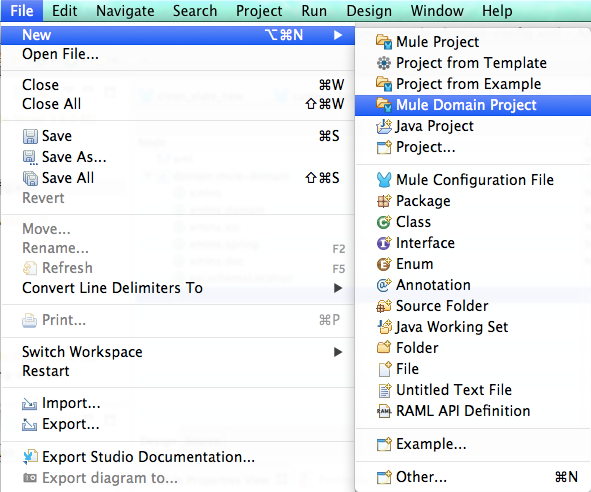 File Edit Navigate Search Project Run Design Window Help
New ⌥⌘N
Open File...
Close ⌘W
Close All ⇧⌘W
Save ⌘S
Save As...
Save All ⇧⌘S
Revert
Move...
Rename... F2
Refresh F5
Convert Line Delimiters To
Print... ⌘P
Switch Workspace
Restart
Import...
Export...
Export Studio Documentation...
Export diagram to...
Mule Project
Project from Template
Project from Example
Mule Domain Project
Java Project
Project...
Mule Configuration File
Package
Class
Interface
Enum
Annotation
Source Folder
Java Working Set
Folder
File
Untitled Text File
RAML API Definition
Example...
Other... ⌘N